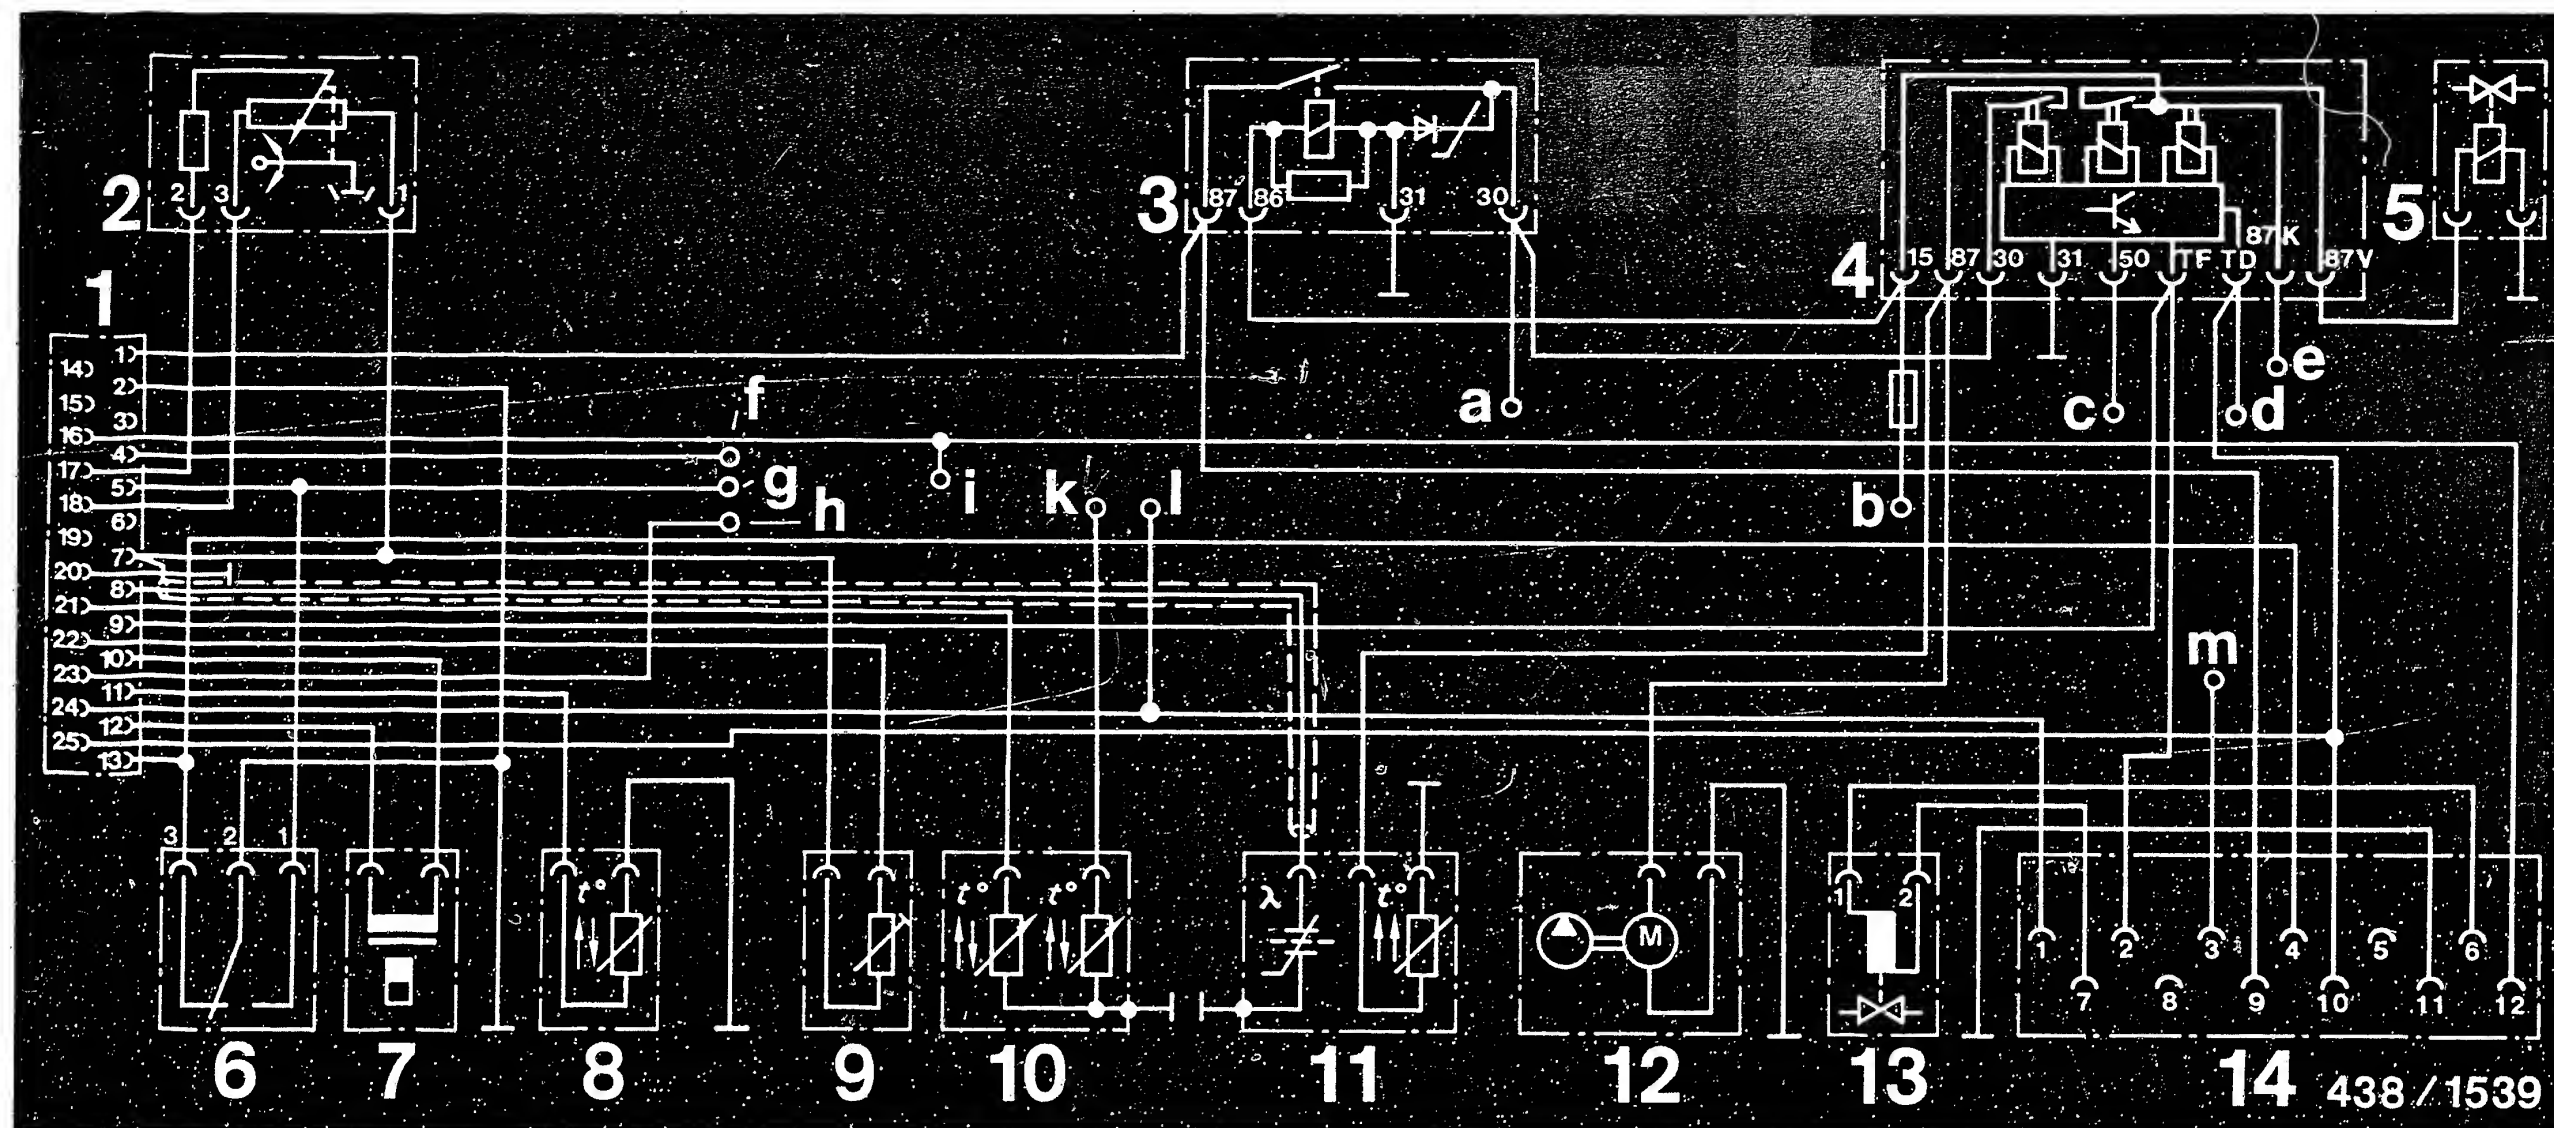 2 3 1
2
87 86 31 30
3
15 87 30 31 50 TF TD 87K 87V
4
5
1
1
14
2
15
3
16
4
17
5
18
6
19
7
20
8
21
9
22
10
23
11
24
12
25
13
a
b
c
d
e
f
g
h
i
k
l
m
3 2 1
t°
t° t°
λ
t°
M
1 2
1 2 3 4 5 6
7 8 9 10 11 12
6 7 8 9 10 11 12 13 14
438/1539